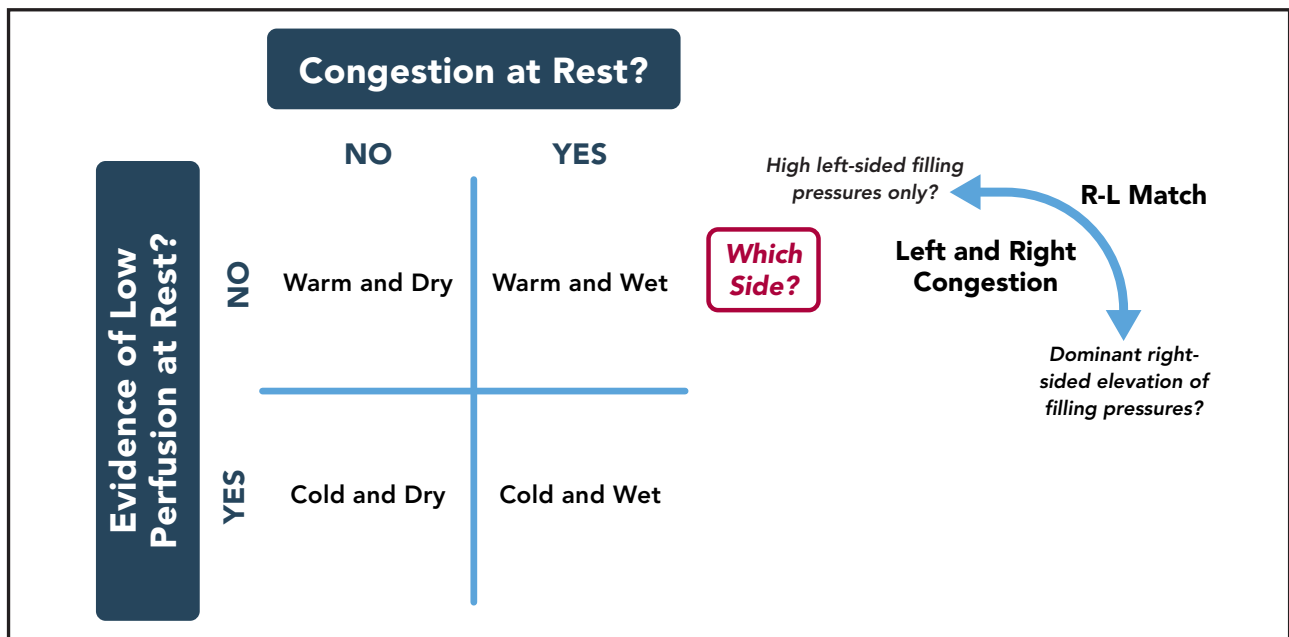 Congestion at Rest?
NO
YES
Evidence of Low
Perfusion at Rest?
NO
Warm and Dry
Warm and Wet
YES
Cold and Dry
Cold and Wet
Which
Side?
High left-sided filling
pressures only?
R-L Match
Left and Right
Congestion
Dominant right-
sided elevation of
filling pressures?